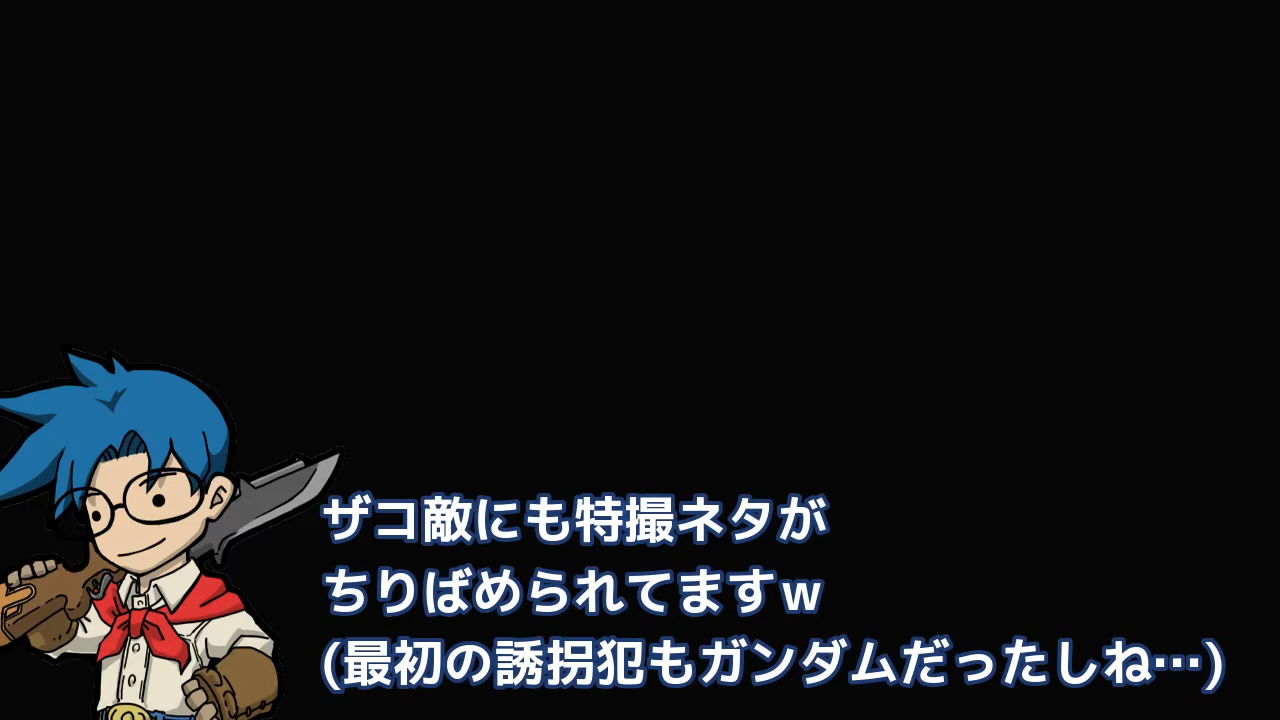 ザコ敵にも特撮ネタが
ちりばめられてますw
(最初の誘拐犯もガンダムだったしね…)